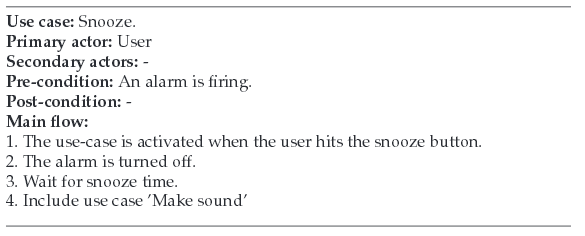 Use case: Snooze.
Primary actor: User
Secondary actors: -
Pre-condition: An alarm is firing.
Post-condition: -
Main flow:
1. The use-case is activated when the user hits the snooze button.
2. The alarm is turned off.
3. Wait for snooze time.
4. Include use case ’Make sound’